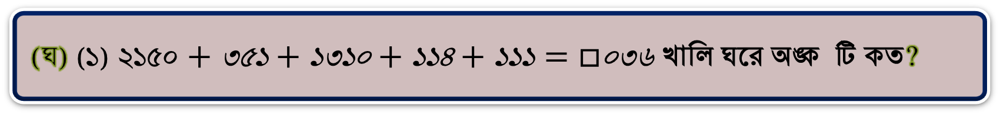 (ঘ) (১) ২১৫০ + ৩৫১ + ১৩১০ + ১১৪ + ১১১ = □০৩৬ খালি ঘরে অঙ্ক টি কত?